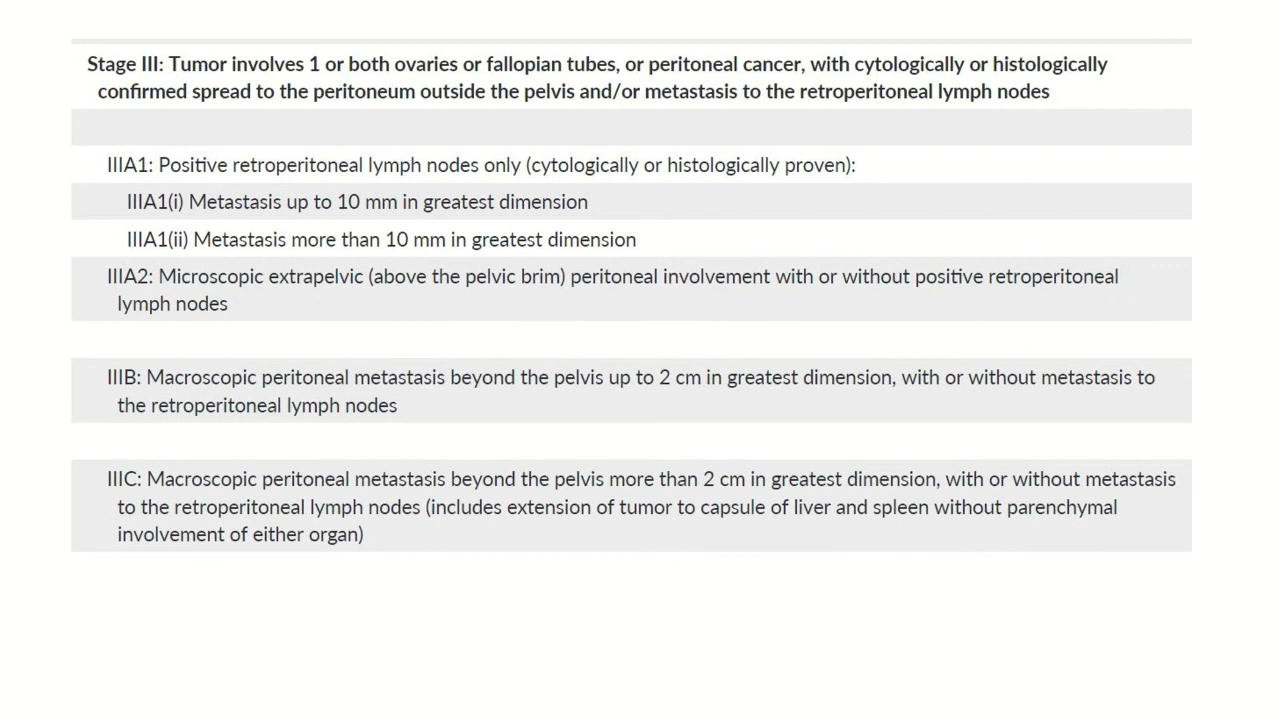 Stage III: Tumor involves 1 or both ovaries or fallopian tubes, or peritoneal cancer, with cytologically or histologically
confirmed spread to the peritoneum outside the pelvis and/or metastasis to the retroperitoneal lymph nodes
IIIA1: Positive retroperitoneal lymph nodes only (cytologically or histologically proven):
IIIA1(i) Metastasis up to 10 mm in greatest dimension
IIIA1(ii) Metastasis more than 10 mm in greatest dimension
IIIA2: Microscopic extrapelvic (above the pelvic brim) peritoneal involvement with or without positive retroperitoneal
lymph nodes
IIIB: Macroscopic peritoneal metastasis beyond the pelvis up to 2 cm in greatest dimension, with or without metastasis to
the retroperitoneal lymph nodes
IIIC: Macroscopic peritoneal metastasis beyond the pelvis more than 2 cm in greatest dimension, with or without metastasis
to the retroperitoneal lymph nodes (includes extension of tumor to capsule of liver and spleen without parenchymal
involvement of either organ)